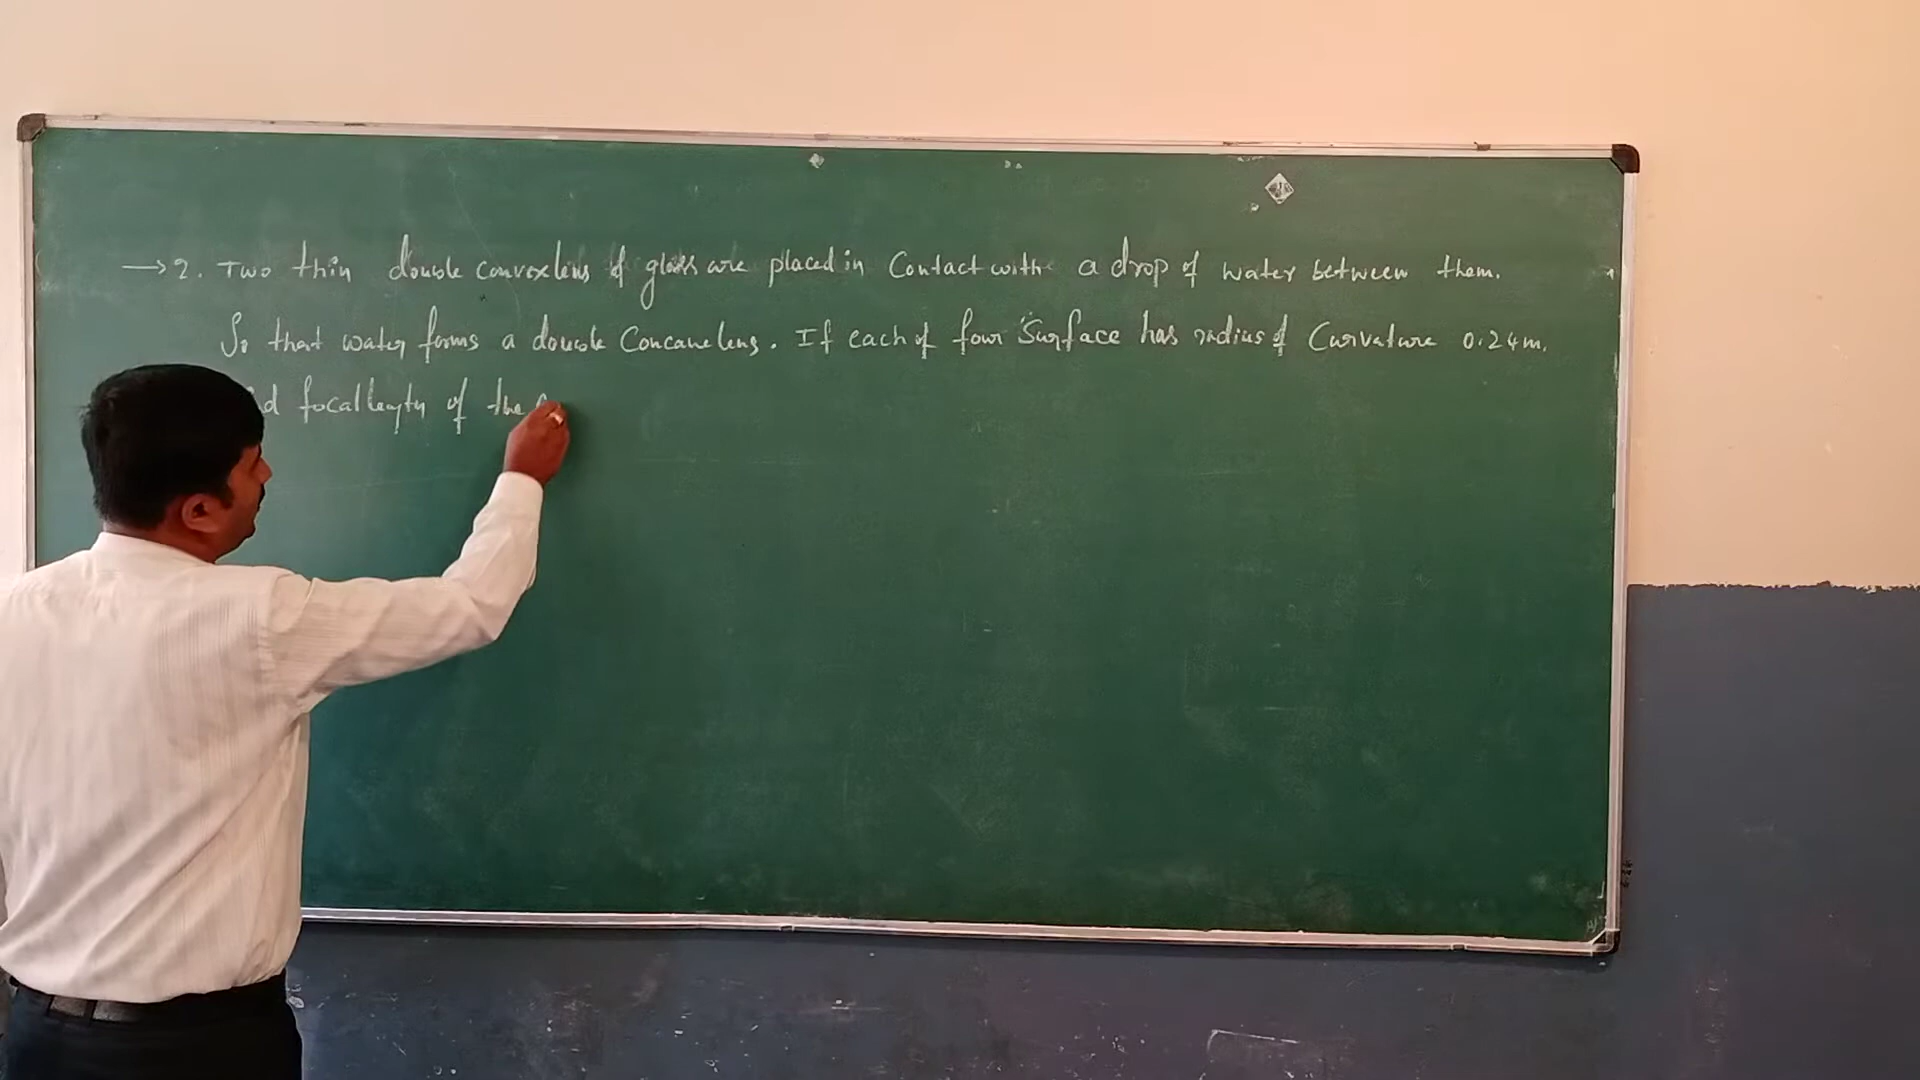 → 2. Two thin double convex lens of glass are placed in Contact with a drop of water between them.
So that water forms a double Concave lens. If each of four Surface has radius of Curvature 0.24m.
focal length of the